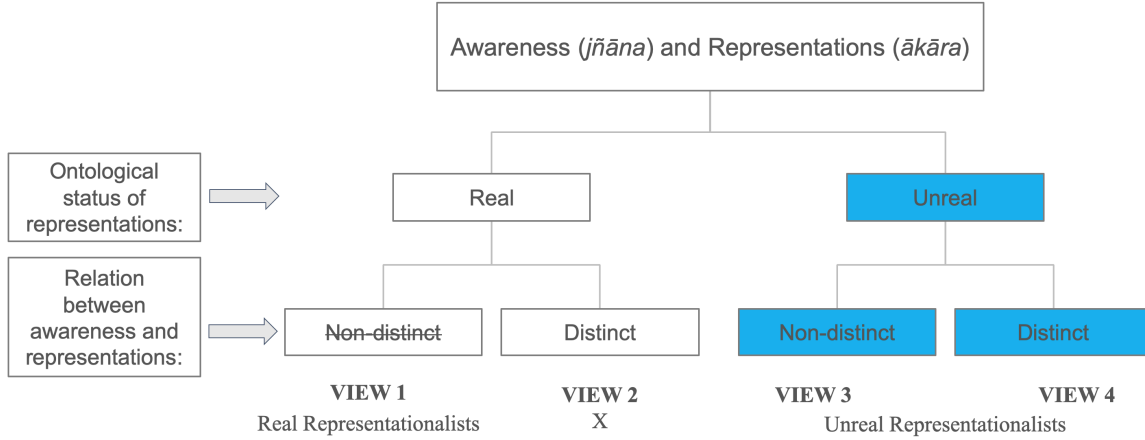 Awareness (jñāna) and Representations (ākāra)
Ontological
status of
representations:
Real
Unreal
Relation
between
awareness and
representations:
Non-distinct
Distinct
Non-distinct
Distinct
VIEW 1
VIEW 2
VIEW 3
VIEW 4
Real Representationalists
X
Unreal Representationalists